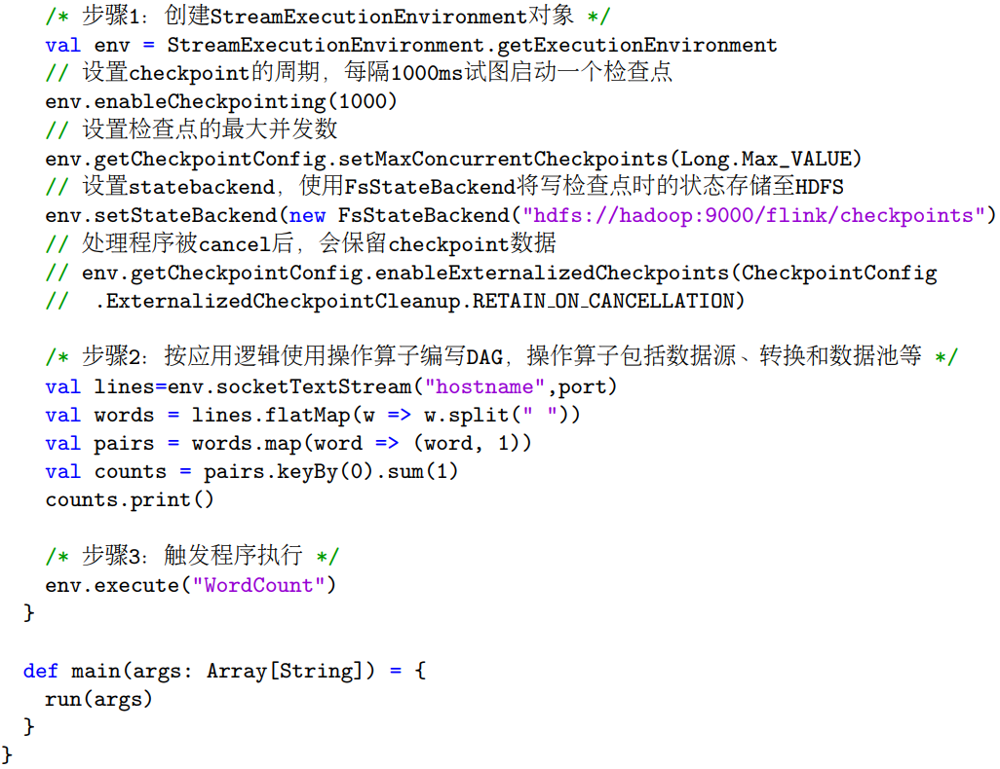 /* 步骤1：创建StreamExecutionEnvironment对象 */
val env = StreamExecutionEnvironment.getExecutionEnvironment
// 设置checkpoint的周期，每隔1000ms试图启动一个检查点
env.enableCheckpointing(1000)
// 设置检查点的最大并发数
env.getCheckpointConfig.setMaxConcurrentCheckpoints(Long.Max_VALUE)
// 设置statebackend，使用FsStateBackend将写检查点时的状态存储至HDFS
env.setStateBackend(new FsStateBackend("hdfs://hadoop:9000/flink/checkpoints")
// 处理程序被cancel后，会保留checkpoint数据
// env.getCheckpointConfig.enableExternalizedCheckpoints(CheckpointConfig
// .ExternalizedCheckpointCleanup.RETAIN_ON_CANCELLATION)
/* 步骤2：按应用逻辑使用操作算子编写DAG，操作算子包括数据源、转换和数据池等 */
val lines=env.socketTextStream("hostname",port)
val words = lines.flatMap(w => w.split(" "))
val pairs = words.map(word => (word, 1))
val counts = pairs.keyBy(0).sum(1)
counts.print()
/* 步骤3：触发程序执行 */
env.execute("WordCount")
}
def main(args: Array[String]) = {
run(args)
}
}